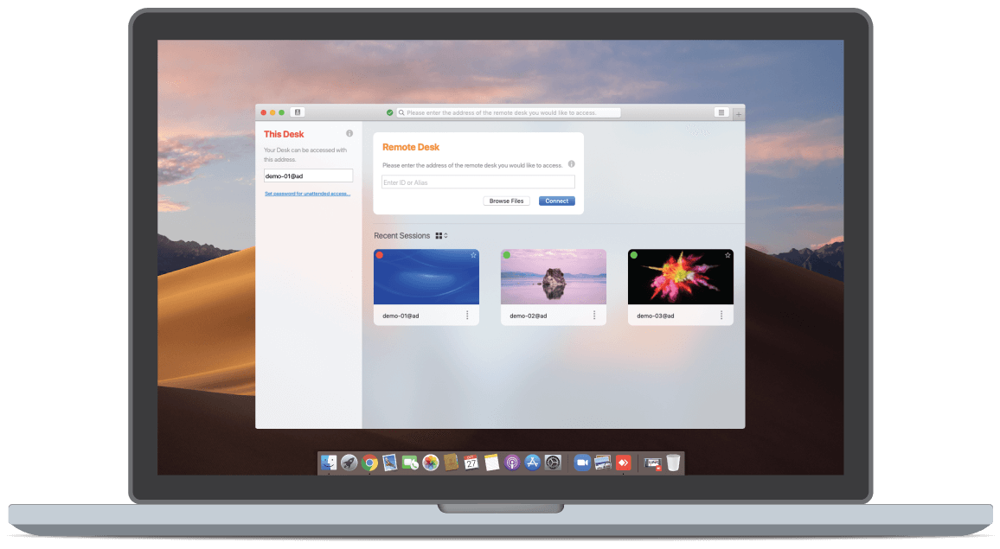 Please enter the address of the remote desk you would like to access.
This Desk
Your Desk can be accessed with
this address.
demo-01@ad
Set password for unattended access...
Remote Desk
Please enter the address of the remote desk you would like to access.
Enter ID or Alias
Browse Files
Connect
Recent Sessions
demo-01@ad
demo-02@ad
demo-03@ad
27